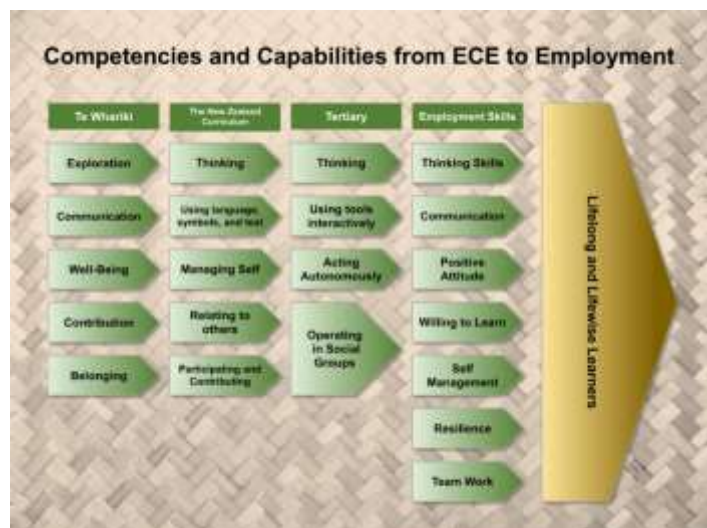 Competencies and Capabilities from ECE to Employment
Te Whariki
The New Zealand
Curriculum
Tertiary
Employment Skills
Exploration
Thinking
Thinking
Thinking Skills
Communication
Using language,
symbols, and text
Using tools
interactively
Communication
Well-Being
Managing Self
Acting
Autonomously
Positive
Attitude
Contribution
Relating to
others
Operating
in Social
Groups
Willing to Learn
Belonging
Participating and
Contributing
Self
Management
Resilience
Team Work
Lifelong and Lifewise Learners